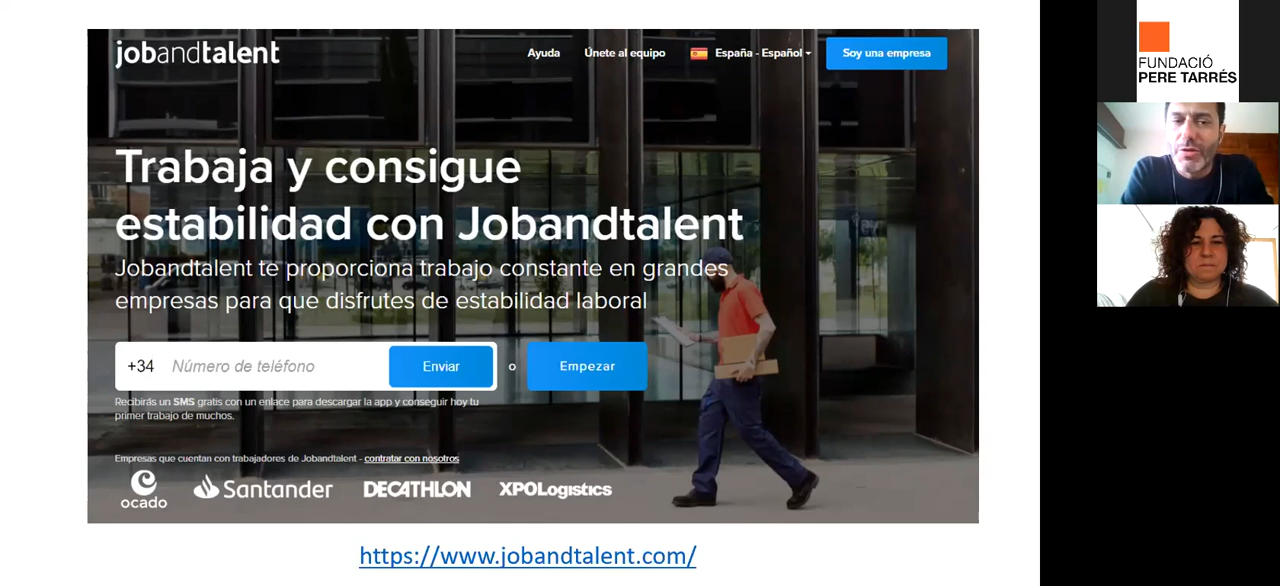 jobandtalent
Ayuda
Únete al equipo
España - Español
Soy una empresa
Trabaja y consigue
estabilidad con Jobandtalent
Jobandtalent te proporciona trabajo constante en grandes
empresas para que disfrutes de estabilidad laboral
+34
Número de teléfono
Enviar
o
Empezar
Recibirás un SMS gratis con un enlace para descargar la app y conseguir hoy tu
primer trabajo de muchos.
Empresas que cuentan con trabajadores de Jobandtalent - contratar con nosotros
ocado
Santander
DECATHLON
XPOLogistics
https://www.jobandtalent.com/
FUNDACIÓ
PERE TARRÉS